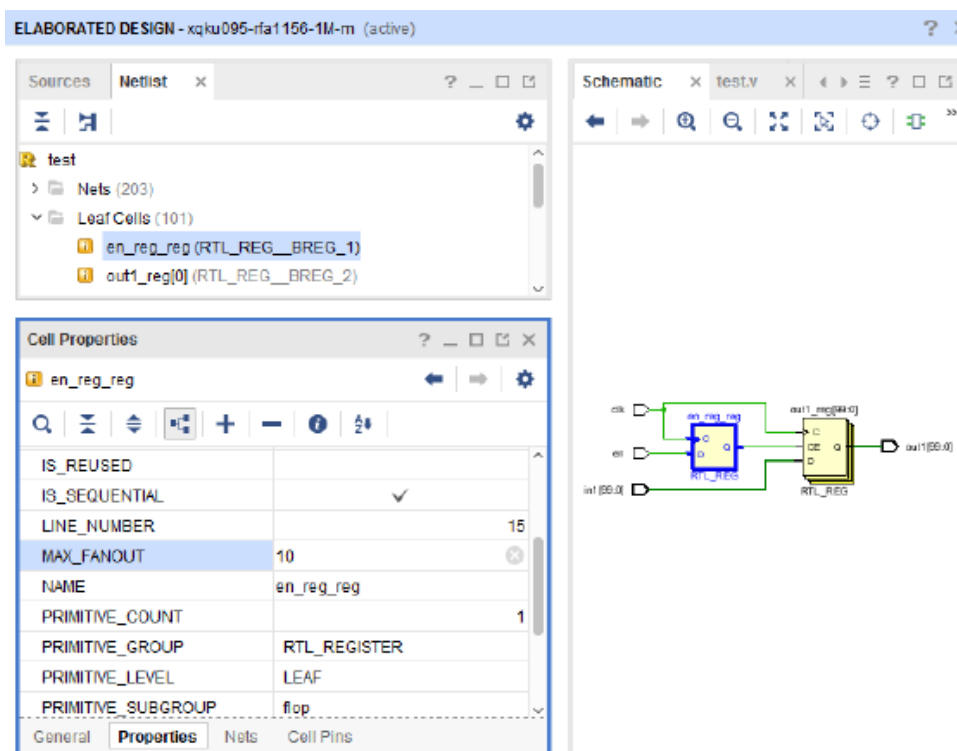 ELABORATED DESIGN - xqku095-rfa1156-1M-m (active)
Sources Netlist
test
Nets (203)
Leaf Cells (101)
en_reg_reg (RTL_REG__BREG_1)
out1_reg[0] (RTL_REG__BREG_2)
Cell Properties
en_reg_reg
IS_REUSED
IS_SEQUENTIAL
LINE_NUMBER 15
MAX_FANOUT 10
NAME en_reg_reg
PRIMITIVE_COUNT 1
PRIMITIVE_GROUP RTL_REGISTER
PRIMITIVE_LEVEL LEAF
PRIMITIVE_SUBGROUP flop
General Properties Nets Cell Pins
Schematic test.v
clk
en
in1[99:0]
en_reg_reg
C
D
Q
RTL_REG
out1_reg[99:0]
C
CE
D
Q
RTL_REG
out1[99:0]